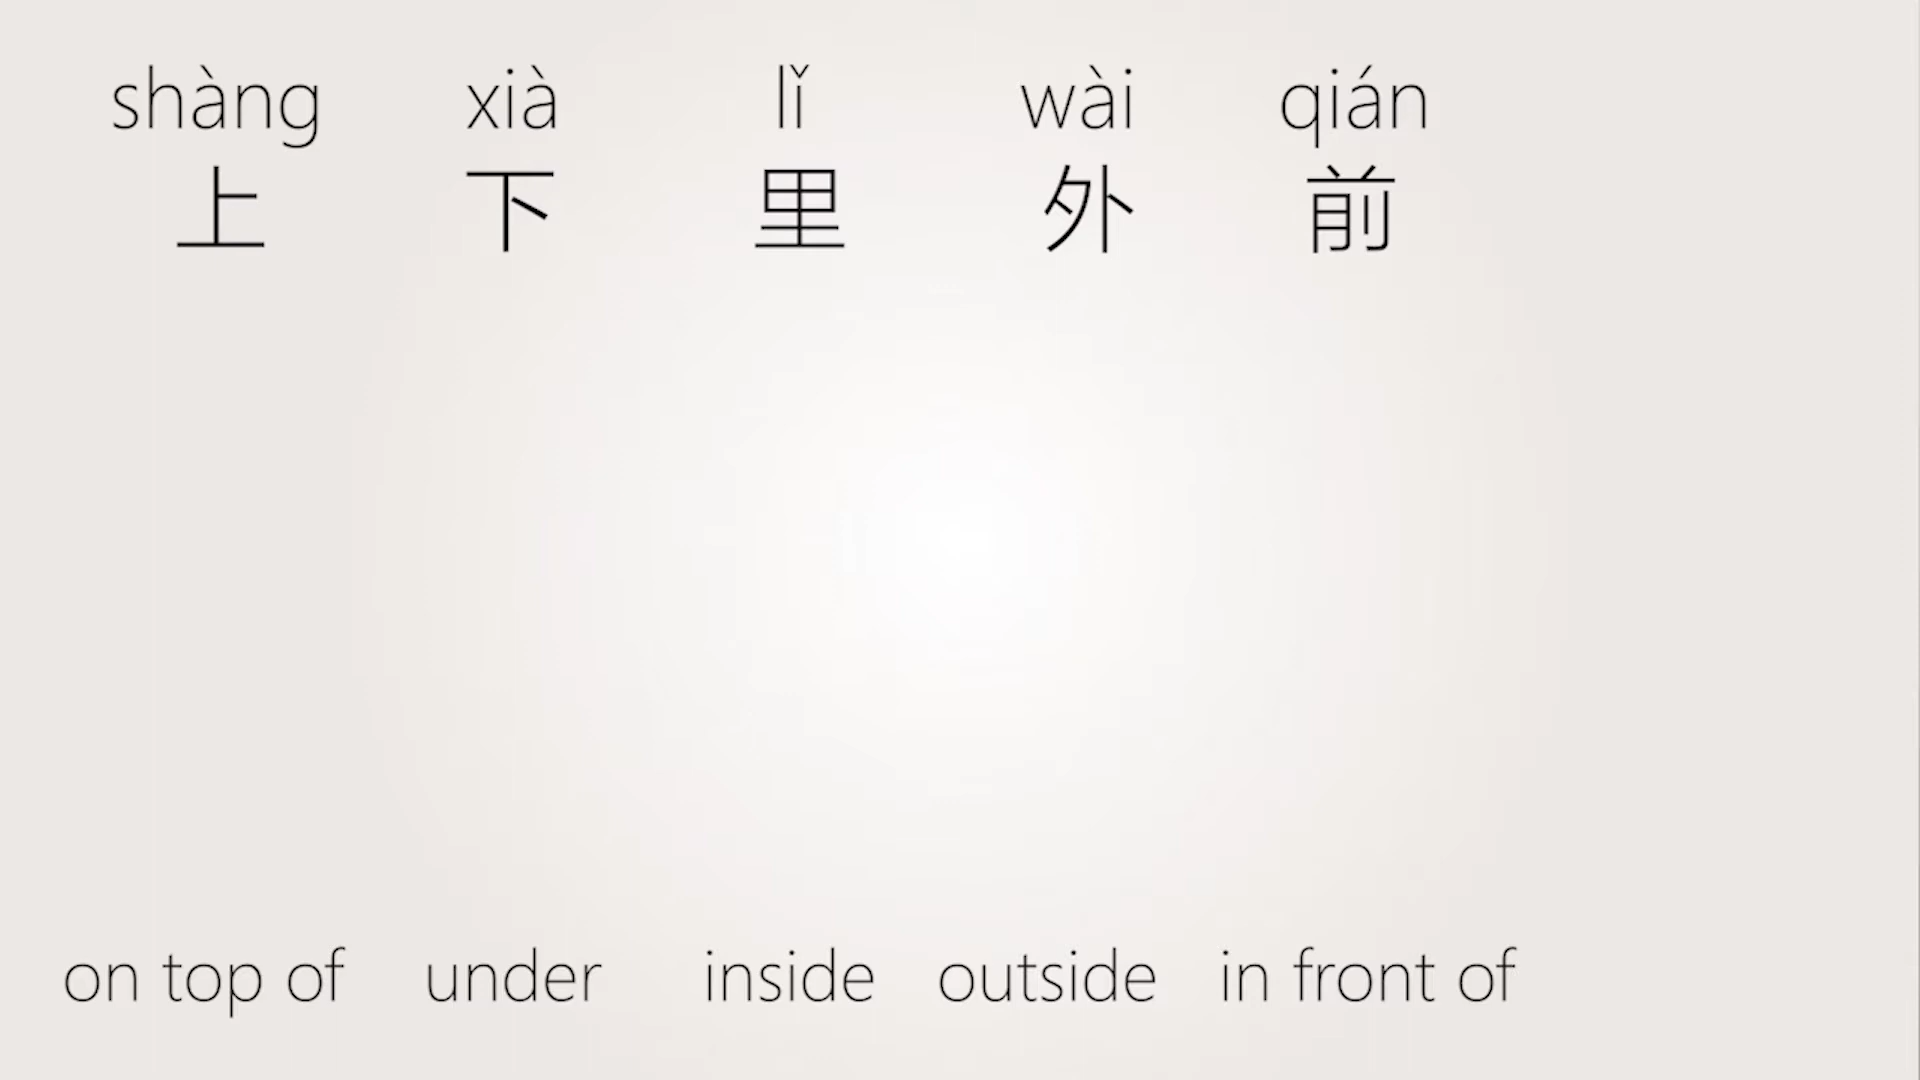 shàng xià lǐ wài qián
上 下 里 外 前
on top of under inside outside in front of